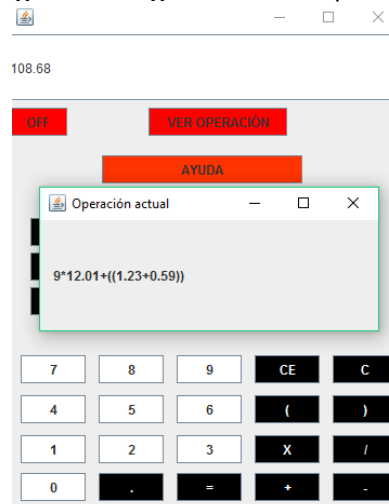 108.68
OFF VER OPERACIÓN
AYUDA
Operación actual
9*12.01+((1.23+0.59))
7 8 9 CE C
4 5 6 ( )
1 2 3 X /
0 . = + -